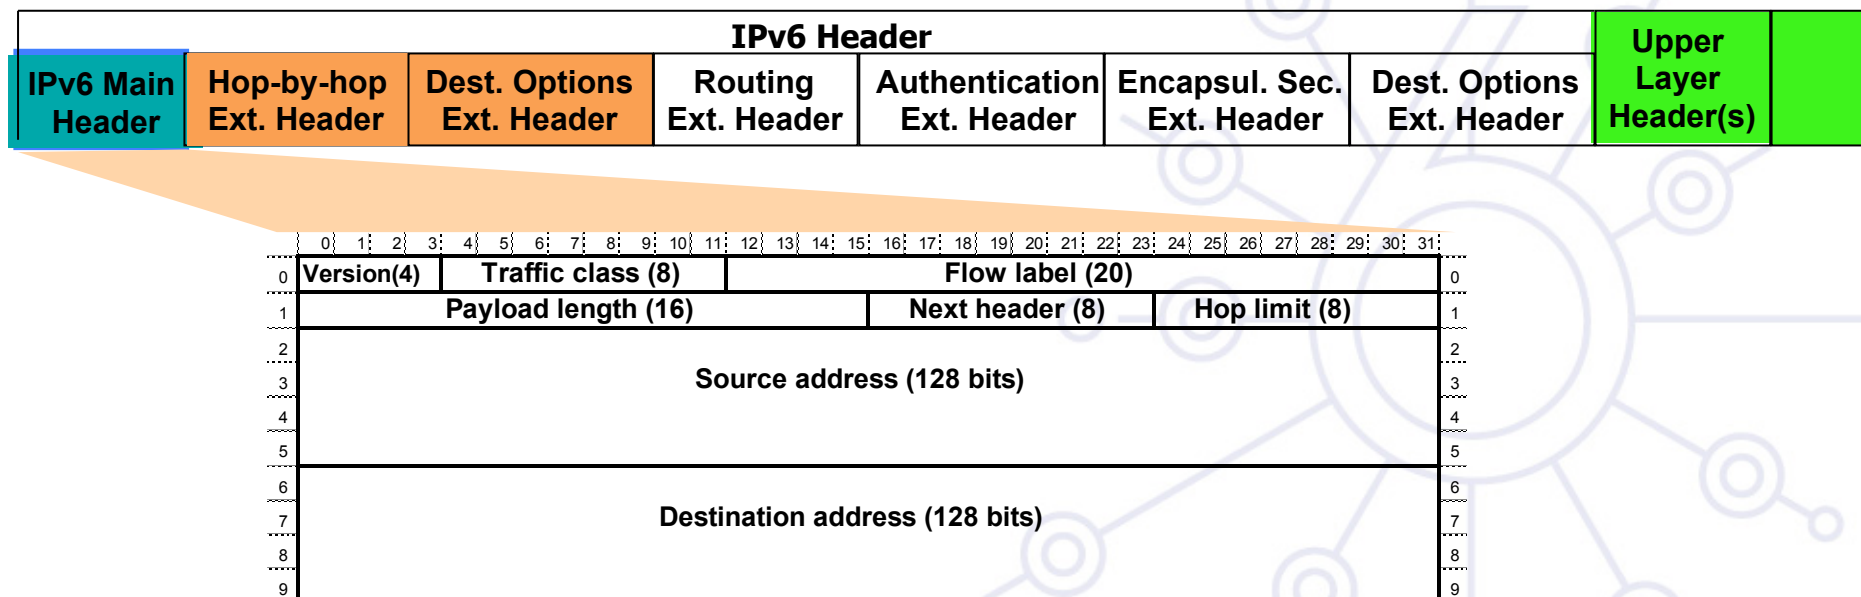 IPv6 Header
IPv6 Main Header
Hop-by-hop Ext. Header
Dest. Options Ext. Header
Routing Ext. Header
Authentication Ext. Header
Encapsul. Sec. Ext. Header
Dest. Options Ext. Header
Upper Layer Header(s)
0 1 2 3 4 5 6 7 8 9 10 11 12 13 14 15 16 17 18 19 20 21 22 23 24 25 26 27 28 29 30 31
0 Version(4) Traffic class (8) Flow label (20) 0
1 Payload length (16) Next header (8) Hop limit (8) 1
2 2
3 Source address (128 bits) 3
4 4
5 5
6 6
7 Destination address (128 bits) 7
8 8
9 9